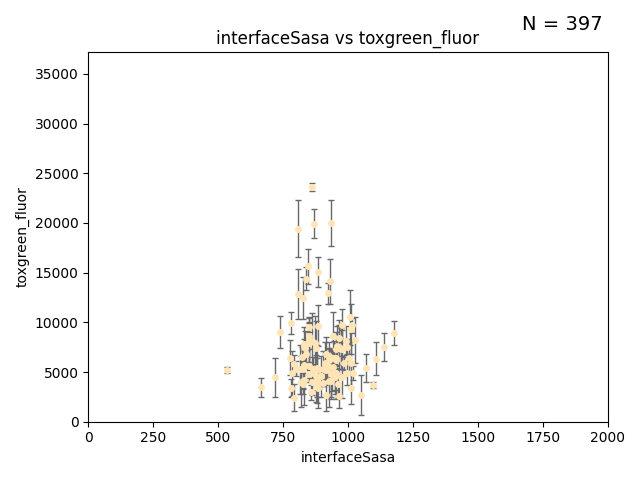 N = 397
interfaceSasa vs toxgreen_fluor
35000
30000
25000
20000
15000
10000
5000
0
toxgreen_fluor
0 250 500 750 1000 1250 1500 1750 2000
interfaceSasa